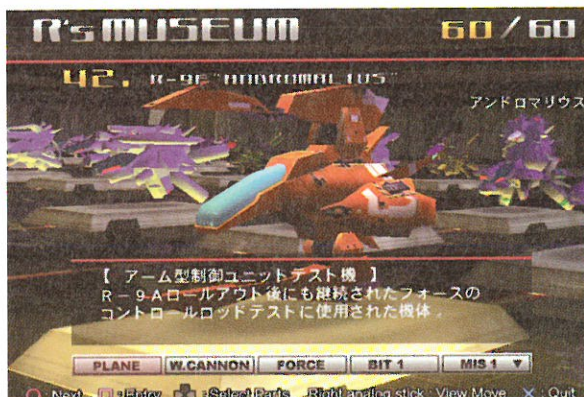 R's MUSEUM
60/60
42. R-9F "ANDROMALIUS"
アンドロマリウス
【 アーム型制御ユニットテスト機 】
R-9Aロールアウト後にも継続されたフォースの
コントロールロッドテストに使用された機体。
PLANE W.CANNON FORCE BIT 1 MIS 1 ▼
○:Next □:Entry :SelectParts Right analog stick : View Move ×:Quit